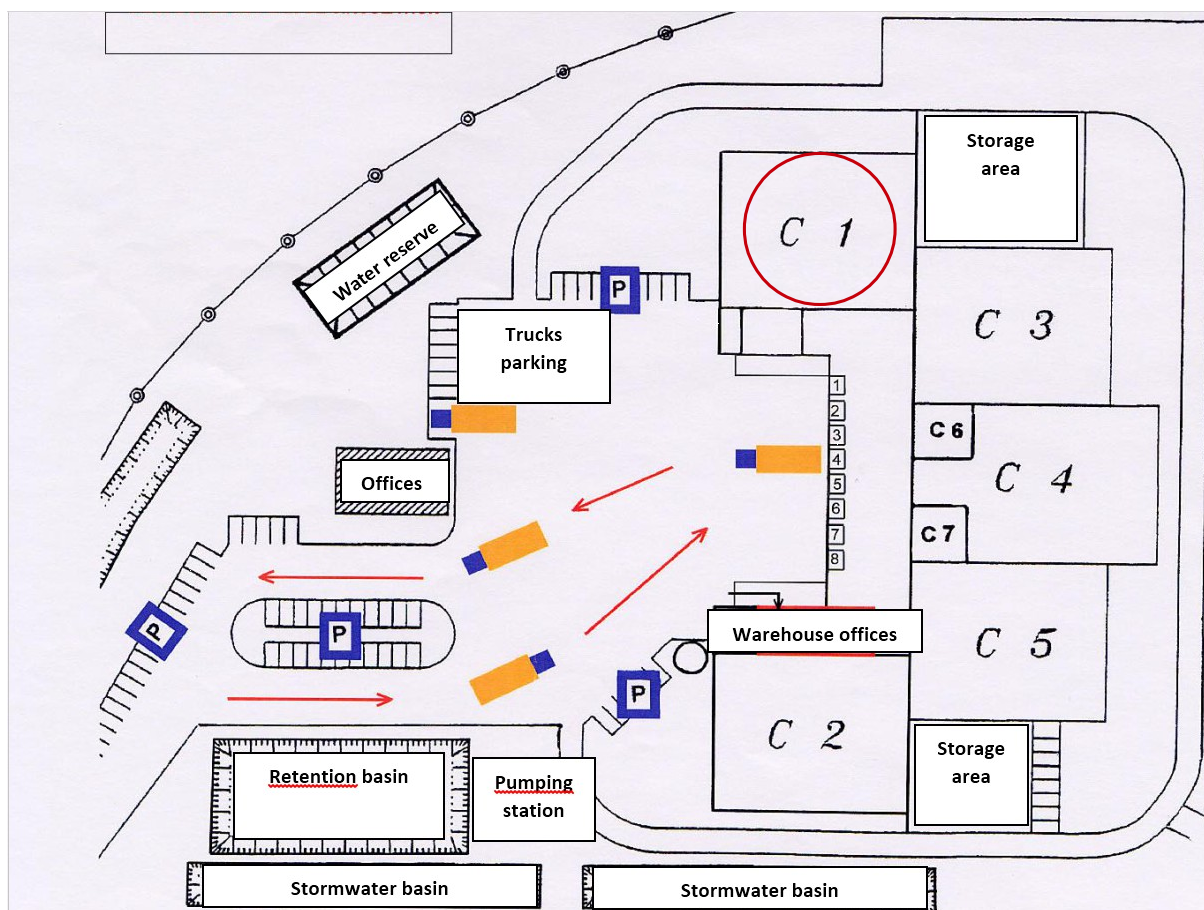 Storage
area
C 1
Water reserve
P
Trucks
parking
C 3
1
2
3
4
5
6
7
8
C 6
C 4
C 7
Offices
P
P
Warehouse offices
C 5
P
C 2
Storage
area
Retention basin
Pumping
station
Stormwater basin
Stormwater basin